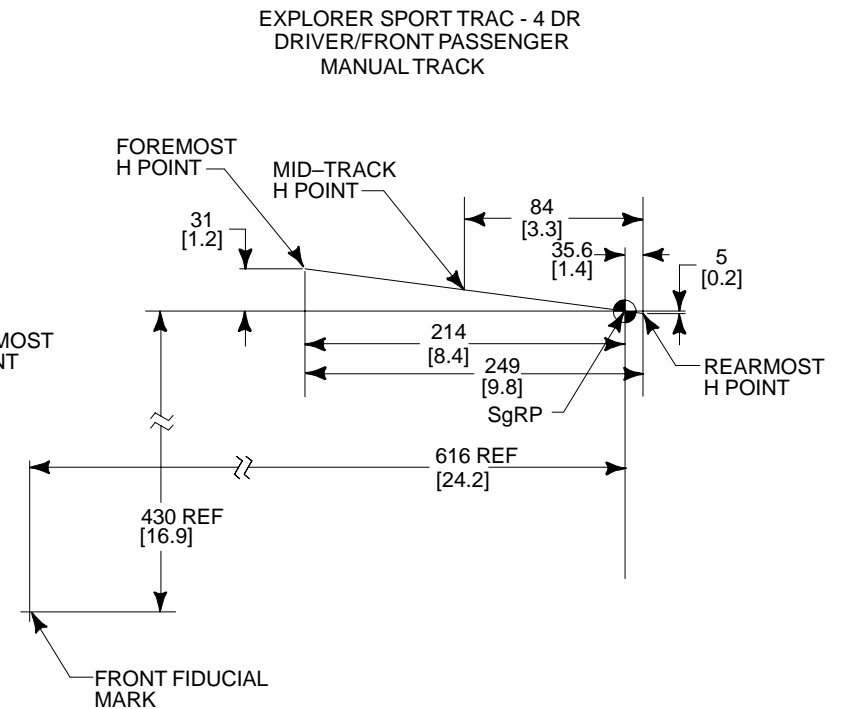 EXPLORER SPORT TRAC - 4 DR
DRIVER/FRONT PASSENGER
MANUAL TRACK
FOREMOST
H POINT
MID–TRACK
H POINT
31
[1.2]
84
[3.3]
35.6
[1.4]
5
[0.2]
214
[8.4]
249
[9.8]
SgRP
REARMOST
H POINT
616 REF
[24.2]
430 REF
[16.9]
FRONT FIDUCIAL
MARK